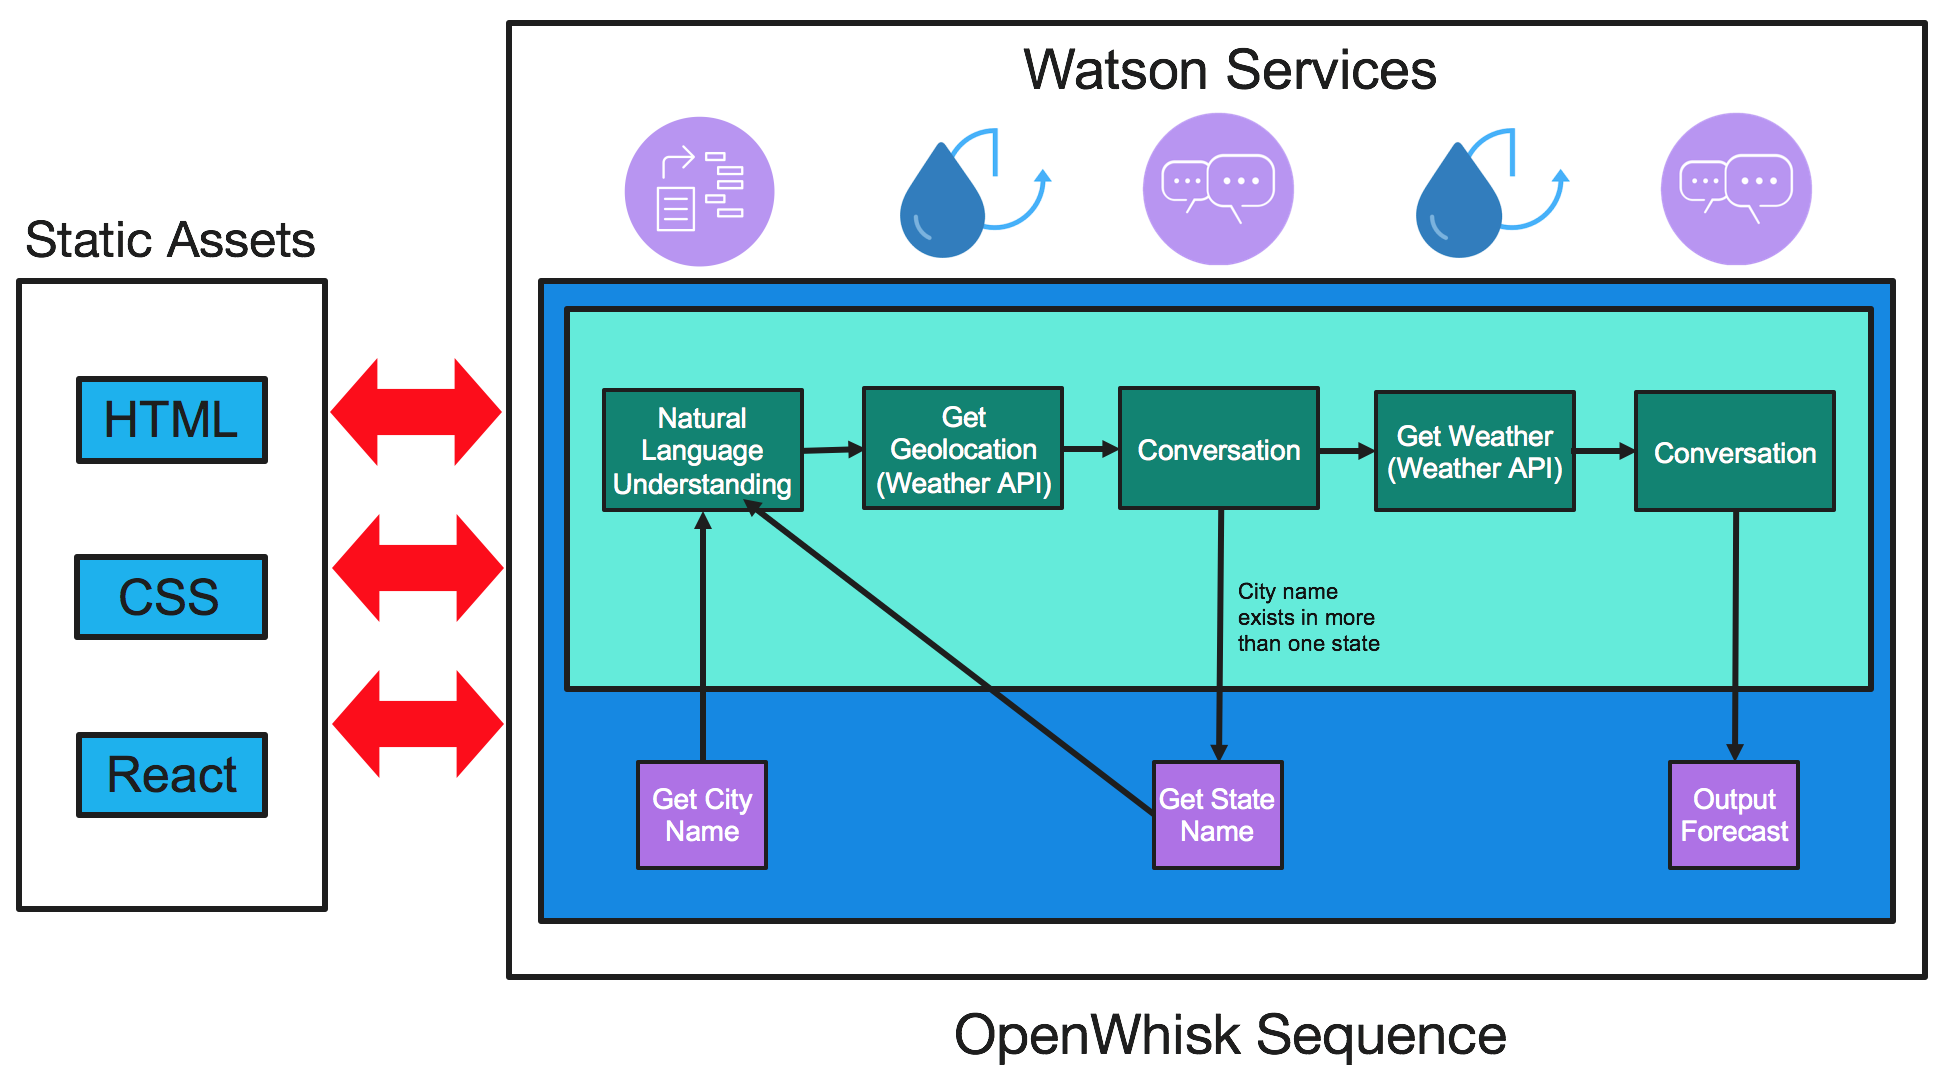 Watson Services
Static Assets
HTML
CSS
React
Natural
Language
Understanding
Get
Geolocation
(Weather API)
Conversation
Get Weather
(Weather API)
Conversation
City name
exists in more
than one state
Get City
Name
Get State
Name
Output
Forecast
OpenWhisk Sequence